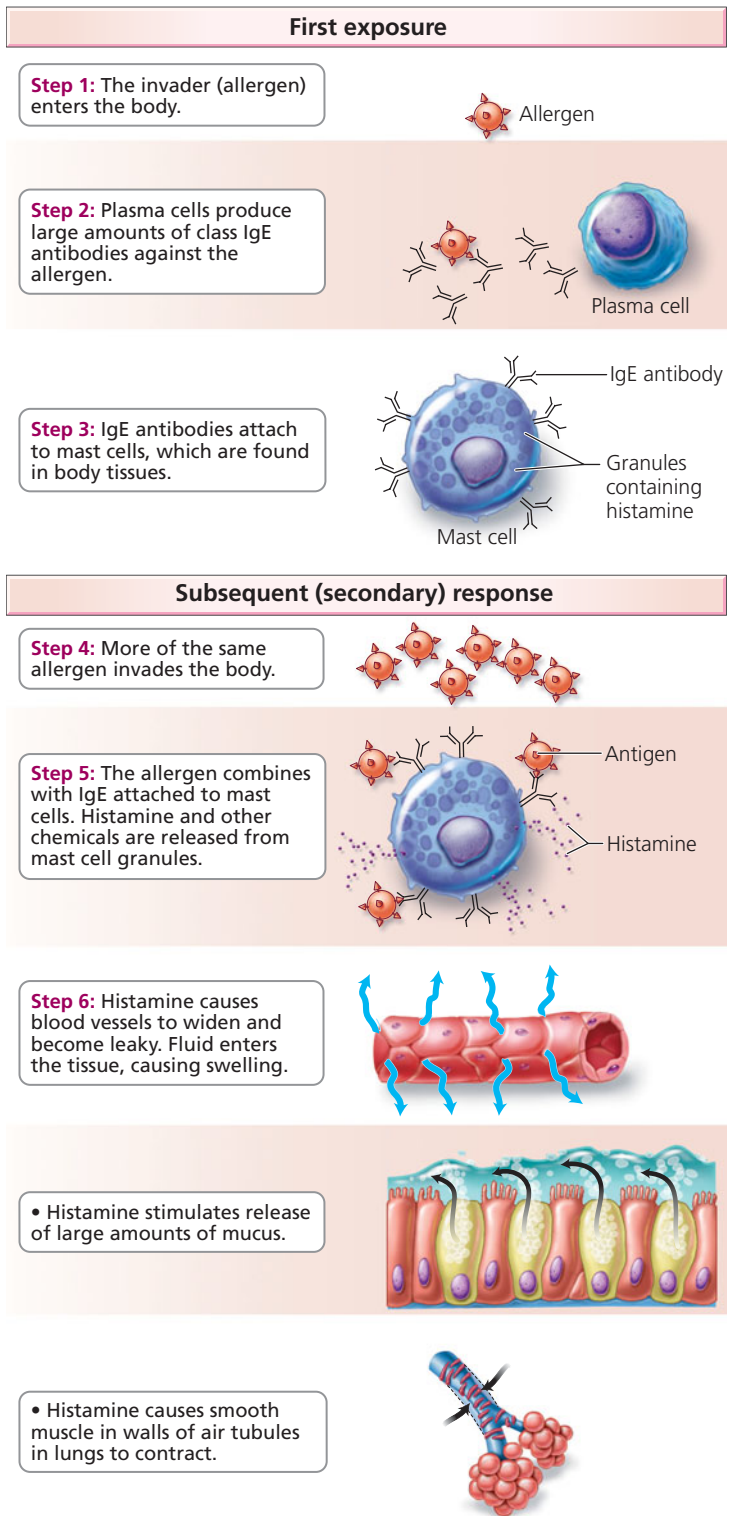 First exposure
Step 1: The invader (allergen)
enters the body.
Allergen
Step 2: Plasma cells produce
large amounts of class IgE
antibodies against the
allergen.
Plasma cell
IgE antibody
Step 3: IgE antibodies attach
to mast cells, which are found
in body tissues.
Granules
containing
histamine
Mast cell
Subsequent (secondary) response
Step 4: More of the same
allergen invades the body.
Step 5: The allergen combines
with IgE attached to mast
cells. Histamine and other
chemicals are released from
mast cell granules.
Antigen
Histamine
Step 6: Histamine causes
blood vessels to widen and
become leaky. Fluid enters
the tissue, causing swelling.
• Histamine stimulates release
of large amounts of mucus.
• Histamine causes smooth
muscle in walls of air tubules
in lungs to contract.